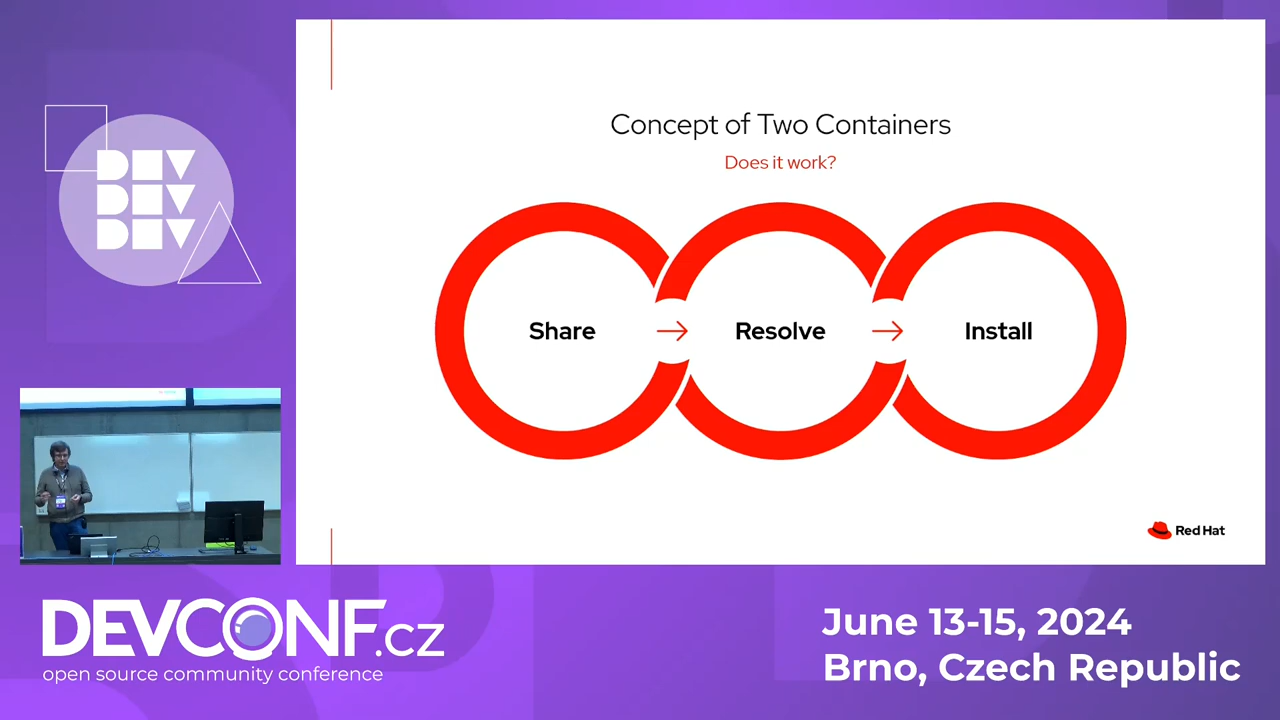 DEV
DEV
DEV
Concept of Two Containers
Does it work?
Share → Resolve → Install
Red Hat
DEVCONF.cz
open source community conference
June 13-15, 2024
Brno, Czech Republic